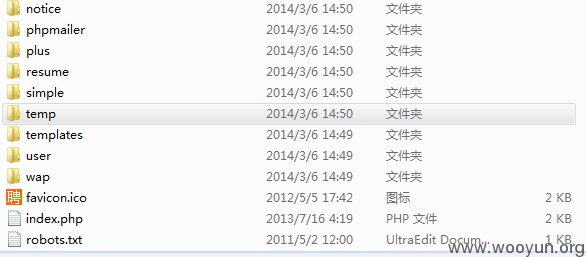 notice 2014/3/6 14:50 文件夹
phpmailer 2014/3/6 14:50 文件夹
plus 2014/3/6 14:50 文件夹
resume 2014/3/6 14:50 文件夹
simple 2014/3/6 14:50 文件夹
temp 2014/3/6 14:50 文件夹
templates 2014/3/6 14:49 文件夹
user 2014/3/6 14:49 文件夹
wap 2014/3/6 14:49 文件夹
聘 favicon.ico 2012/5/5 17:42 图标 2 KB
index.php 2013/7/16 4:19 PHP 文件 2 KB
robots.txt 2011/5/2 12:00 UltraEdit Docum... 1 KB
www.wooyun.org